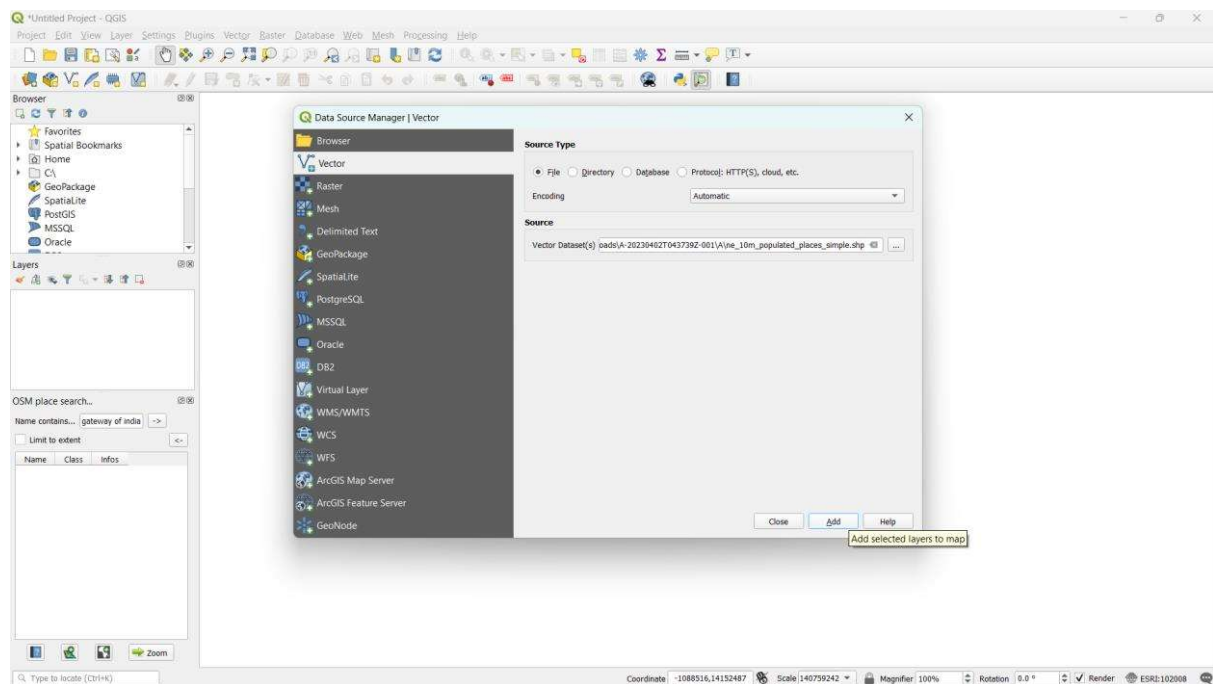 *Untitled Project - QGIS
Project Edit View Layer Settings Plugins Vector Raster Database Web Mesh Processing Help
Browser
Favorites
Spatial Bookmarks
Home
C:\
GeoPackage
SpatiaLite
PostGIS
MSSQL
Oracle
Layers
OSM place search...
Name contains... gateway of india ->
Limit to extent <-
Name Class Infos
Zoom
Data Source Manager | Vector
Browser
Vector
Raster
Mesh
Delimited Text
GeoPackage
SpatiaLite
PostgreSQL
MSSQL
Oracle
DB2
Virtual Layer
WMS/WMTS
WCS
WFS
ArcGIS Map Server
ArcGIS Feature Server
GeoNode
Source Type
File Directory Database Protocol: HTTP(S), cloud, etc.
Encoding Automatic
Source
Vector Dataset(s) oads\A-20230402T043739Z-001\A\ne_10m_populated_places_simple.shp ...
Close Add Help
Add selected layers to map
Type to locate (Ctrl+K) Coordinate -1088516,14152487 Scale 140759242 Magnifier 100% Rotation 0.0 ° Render ESRI:102008